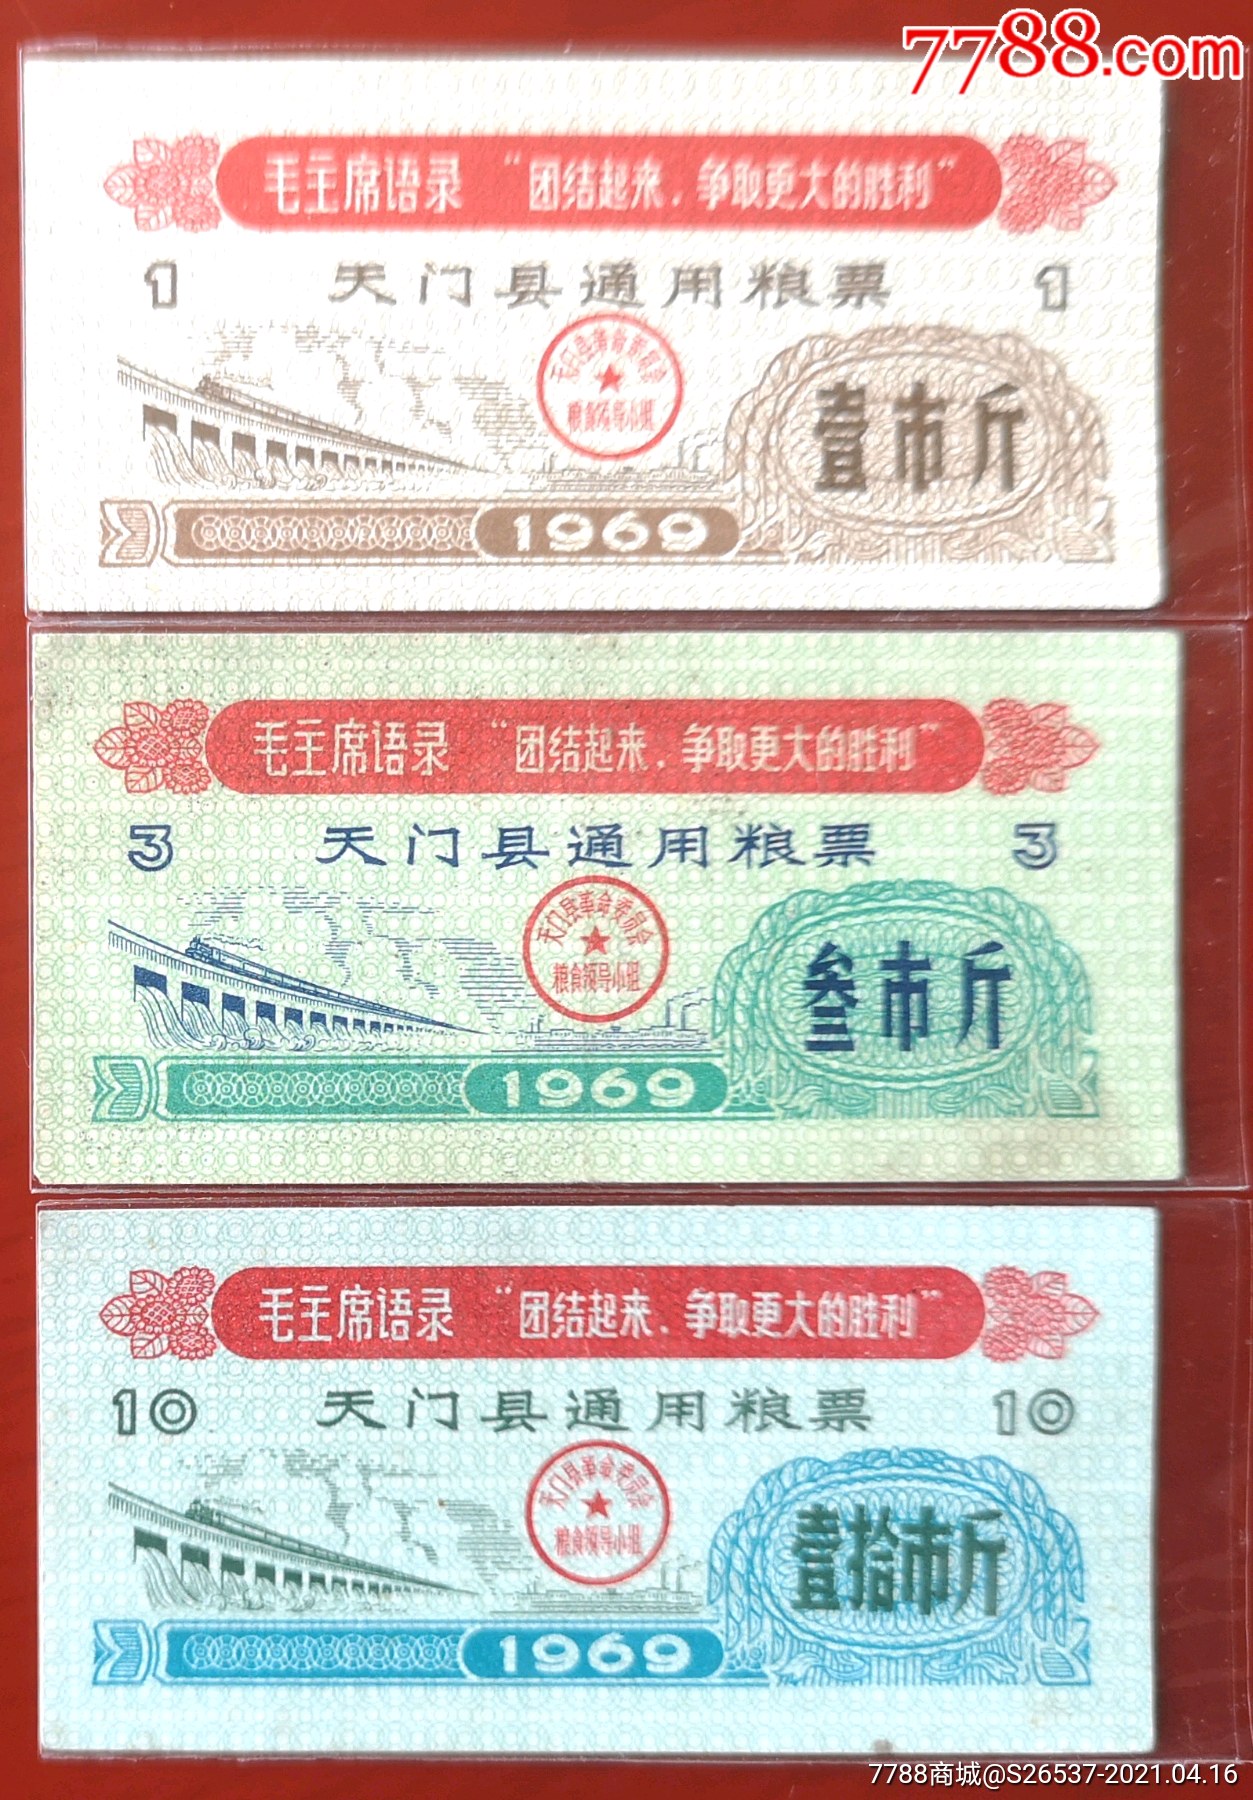 7788.com
毛主席语录 “团结起来，争取更大的胜利”
1 天门县通用粮票 1
天门县革命委员会
粮食领导小组
壹市斤
1969
毛主席语录 “团结起来，争取更大的胜利”
3 天门县通用粮票 3
天门县革命委员会
粮食领导小组
叁市斤
1969
毛主席语录 “团结起来，争取更大的胜利”
10 天门县通用粮票 10
天门县革命委员会
粮食领导小组
壹拾市斤
1969
7788商城@S26537-2021.04.16